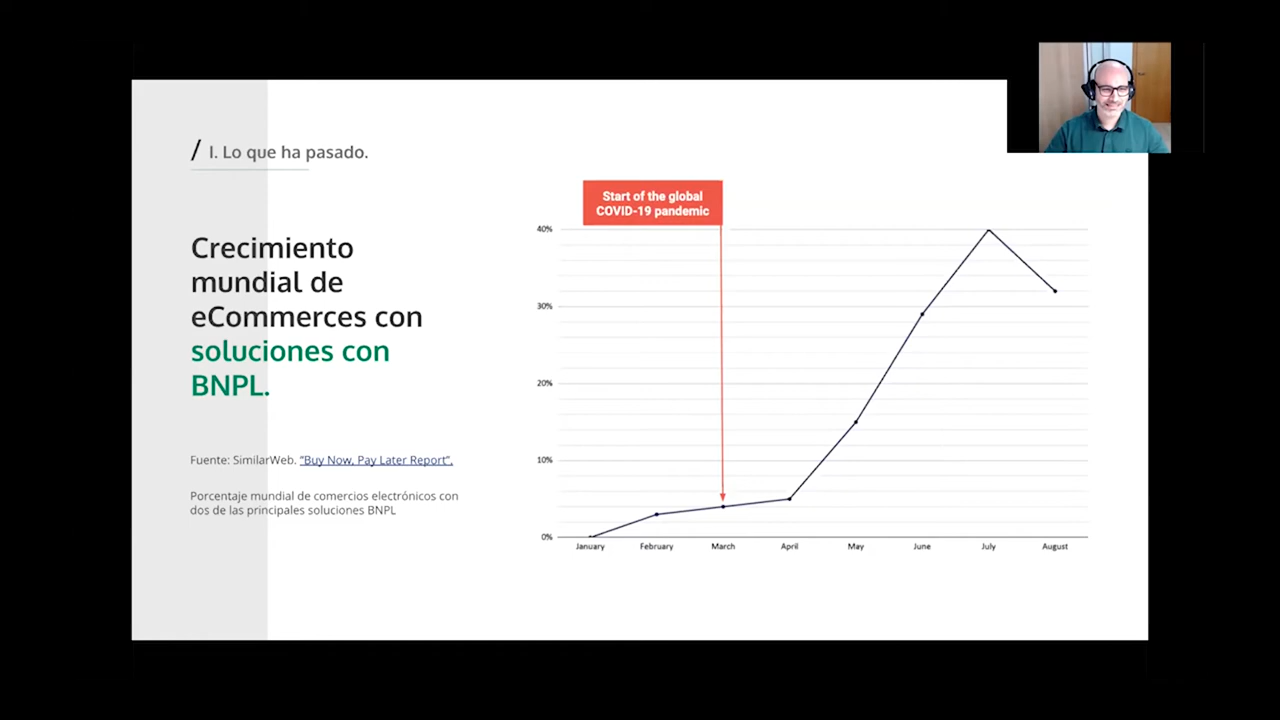 / I. Lo que ha pasado.
Crecimiento
mundial de
eCommerces con
soluciones con
BNPL.
Fuente: SimilarWeb. “Buy Now, Pay Later Report”.
Porcentaje mundial de comercios electrónicos con
dos de las principales soluciones BNPL
Start of the global
COVID-19 pandemic
40%
30%
20%
10%
0%
January February March April May June July August